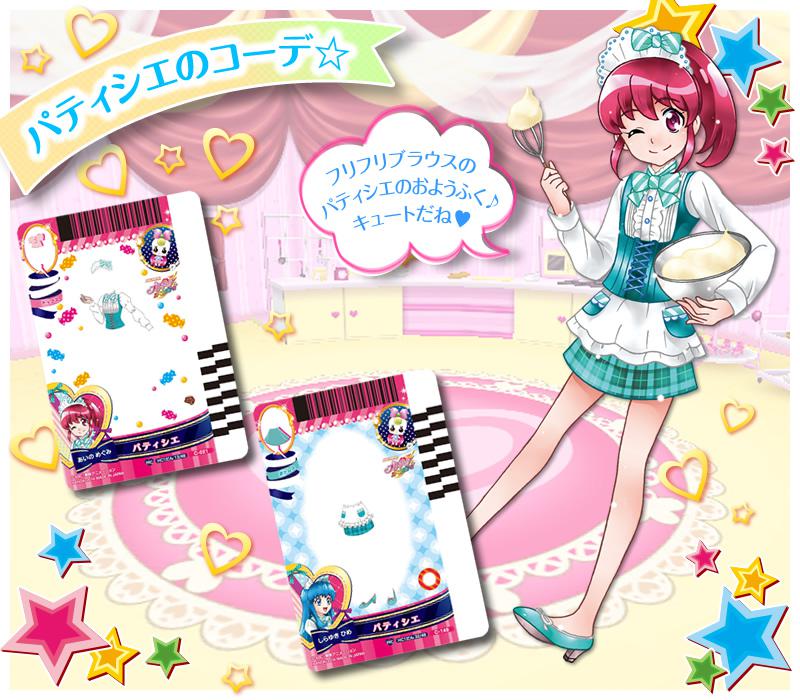 パティシエのコーデ☆
フリフリブラウスの
パティシエのおようふく♪
キュートだね♥
あいの めぐみ
パティシエ
C-021
しらゆき ひめ
パティシエ
C-148